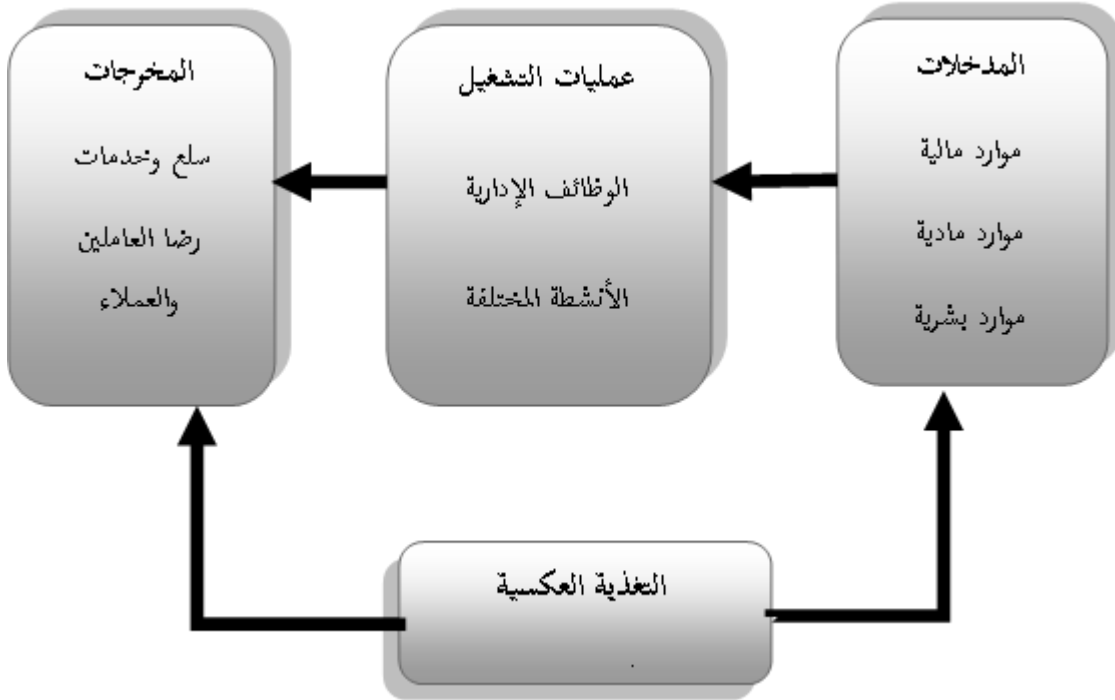 المدخلات
موارد مالية
موارد مادية
موارد بشرية
عمليات التشغيل
الوظائف الإدارية
الأنشطة المختلفة
المخرجات
سلع وخدمات
رضا العاملين
والعملاء
التغذية العكسية
.